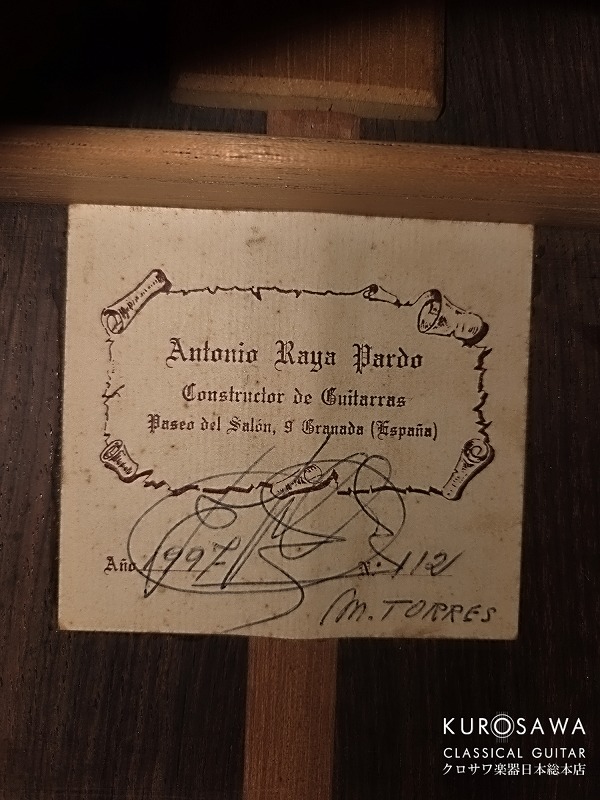 Antonio Raya Pardo
Constructor de Guitarras
Paseo del Salón, 9 Granada (España)
Año 1997 N.º 112
M. TORRES
KUROSAWA
CLASSICAL GUITAR
クロサワ楽器日本総本店